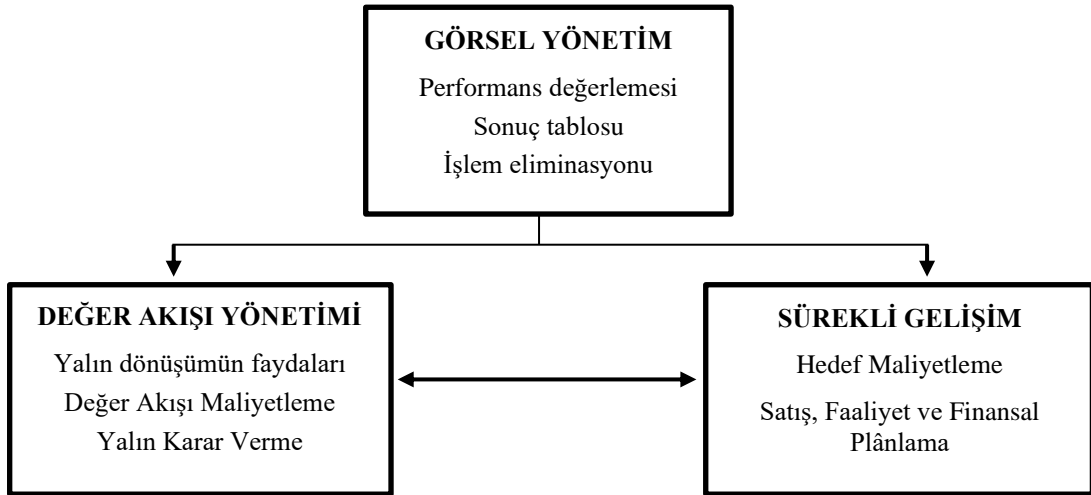 GÖRSEL YÖNETİM
Performans değerlemesi
Sonuç tablosu
İşlem eliminasyonu
DEĞER AKIŞI YÖNETİMİ
Yalın dönüşümün faydaları
Değer Akışı Maliyetleme
Yalın Karar Verme
SÜREKLİ GELİŞİM
Hedef Maliyetleme
Satış, Faaliyet ve Finansal
Plânlama